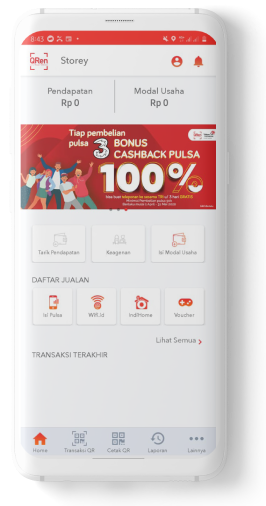 8:43
QRen Storey
Pendapatan Modal Usaha
Rp 0 Rp 0
Tiap pembelian
pulsa 3 BONUS
CASHBACK PULSA
100%
Tarik Pendapatan Keagenan Isi Modal Usaha
DAFTAR JUALAN
Isi Pulsa Wifi.id IndiHome Voucher
Lihat Semua
TRANSAKSI TERAKHIR
Home Transaksi QR Cetak QR Laporan Lainnya